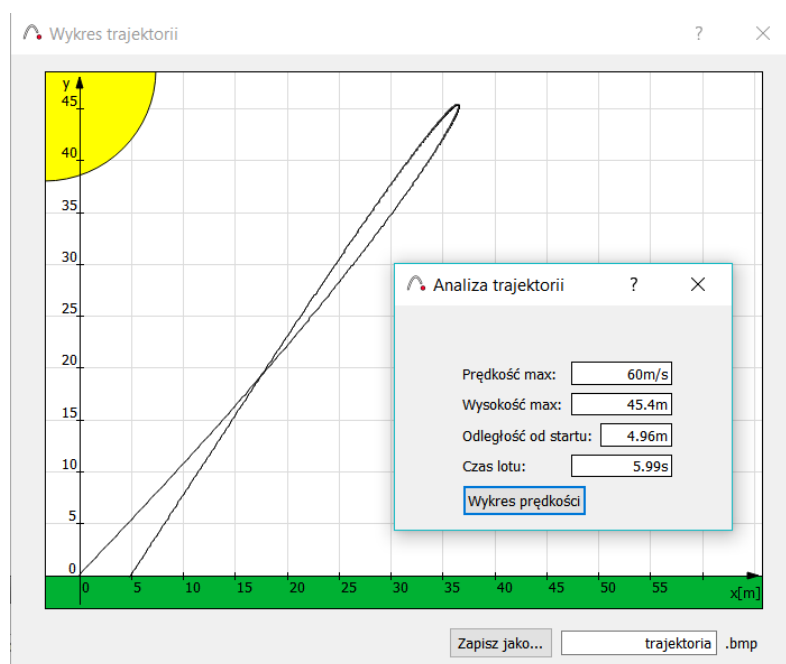 Wykres trajektorii ? ×
y
45
40
35
30
25
20
15
10
5
0
0 5 10 15 20 25 30 35 40 45 50 55 x[m]
Analiza trajektorii ? ×
Prędkość max: 60m/s
Wysokość max: 45.4m
Odległość od startu: 4.96m
Czas lotu: 5.99s
Wykres prędkości
Zapisz jako... trajektoria .bmp